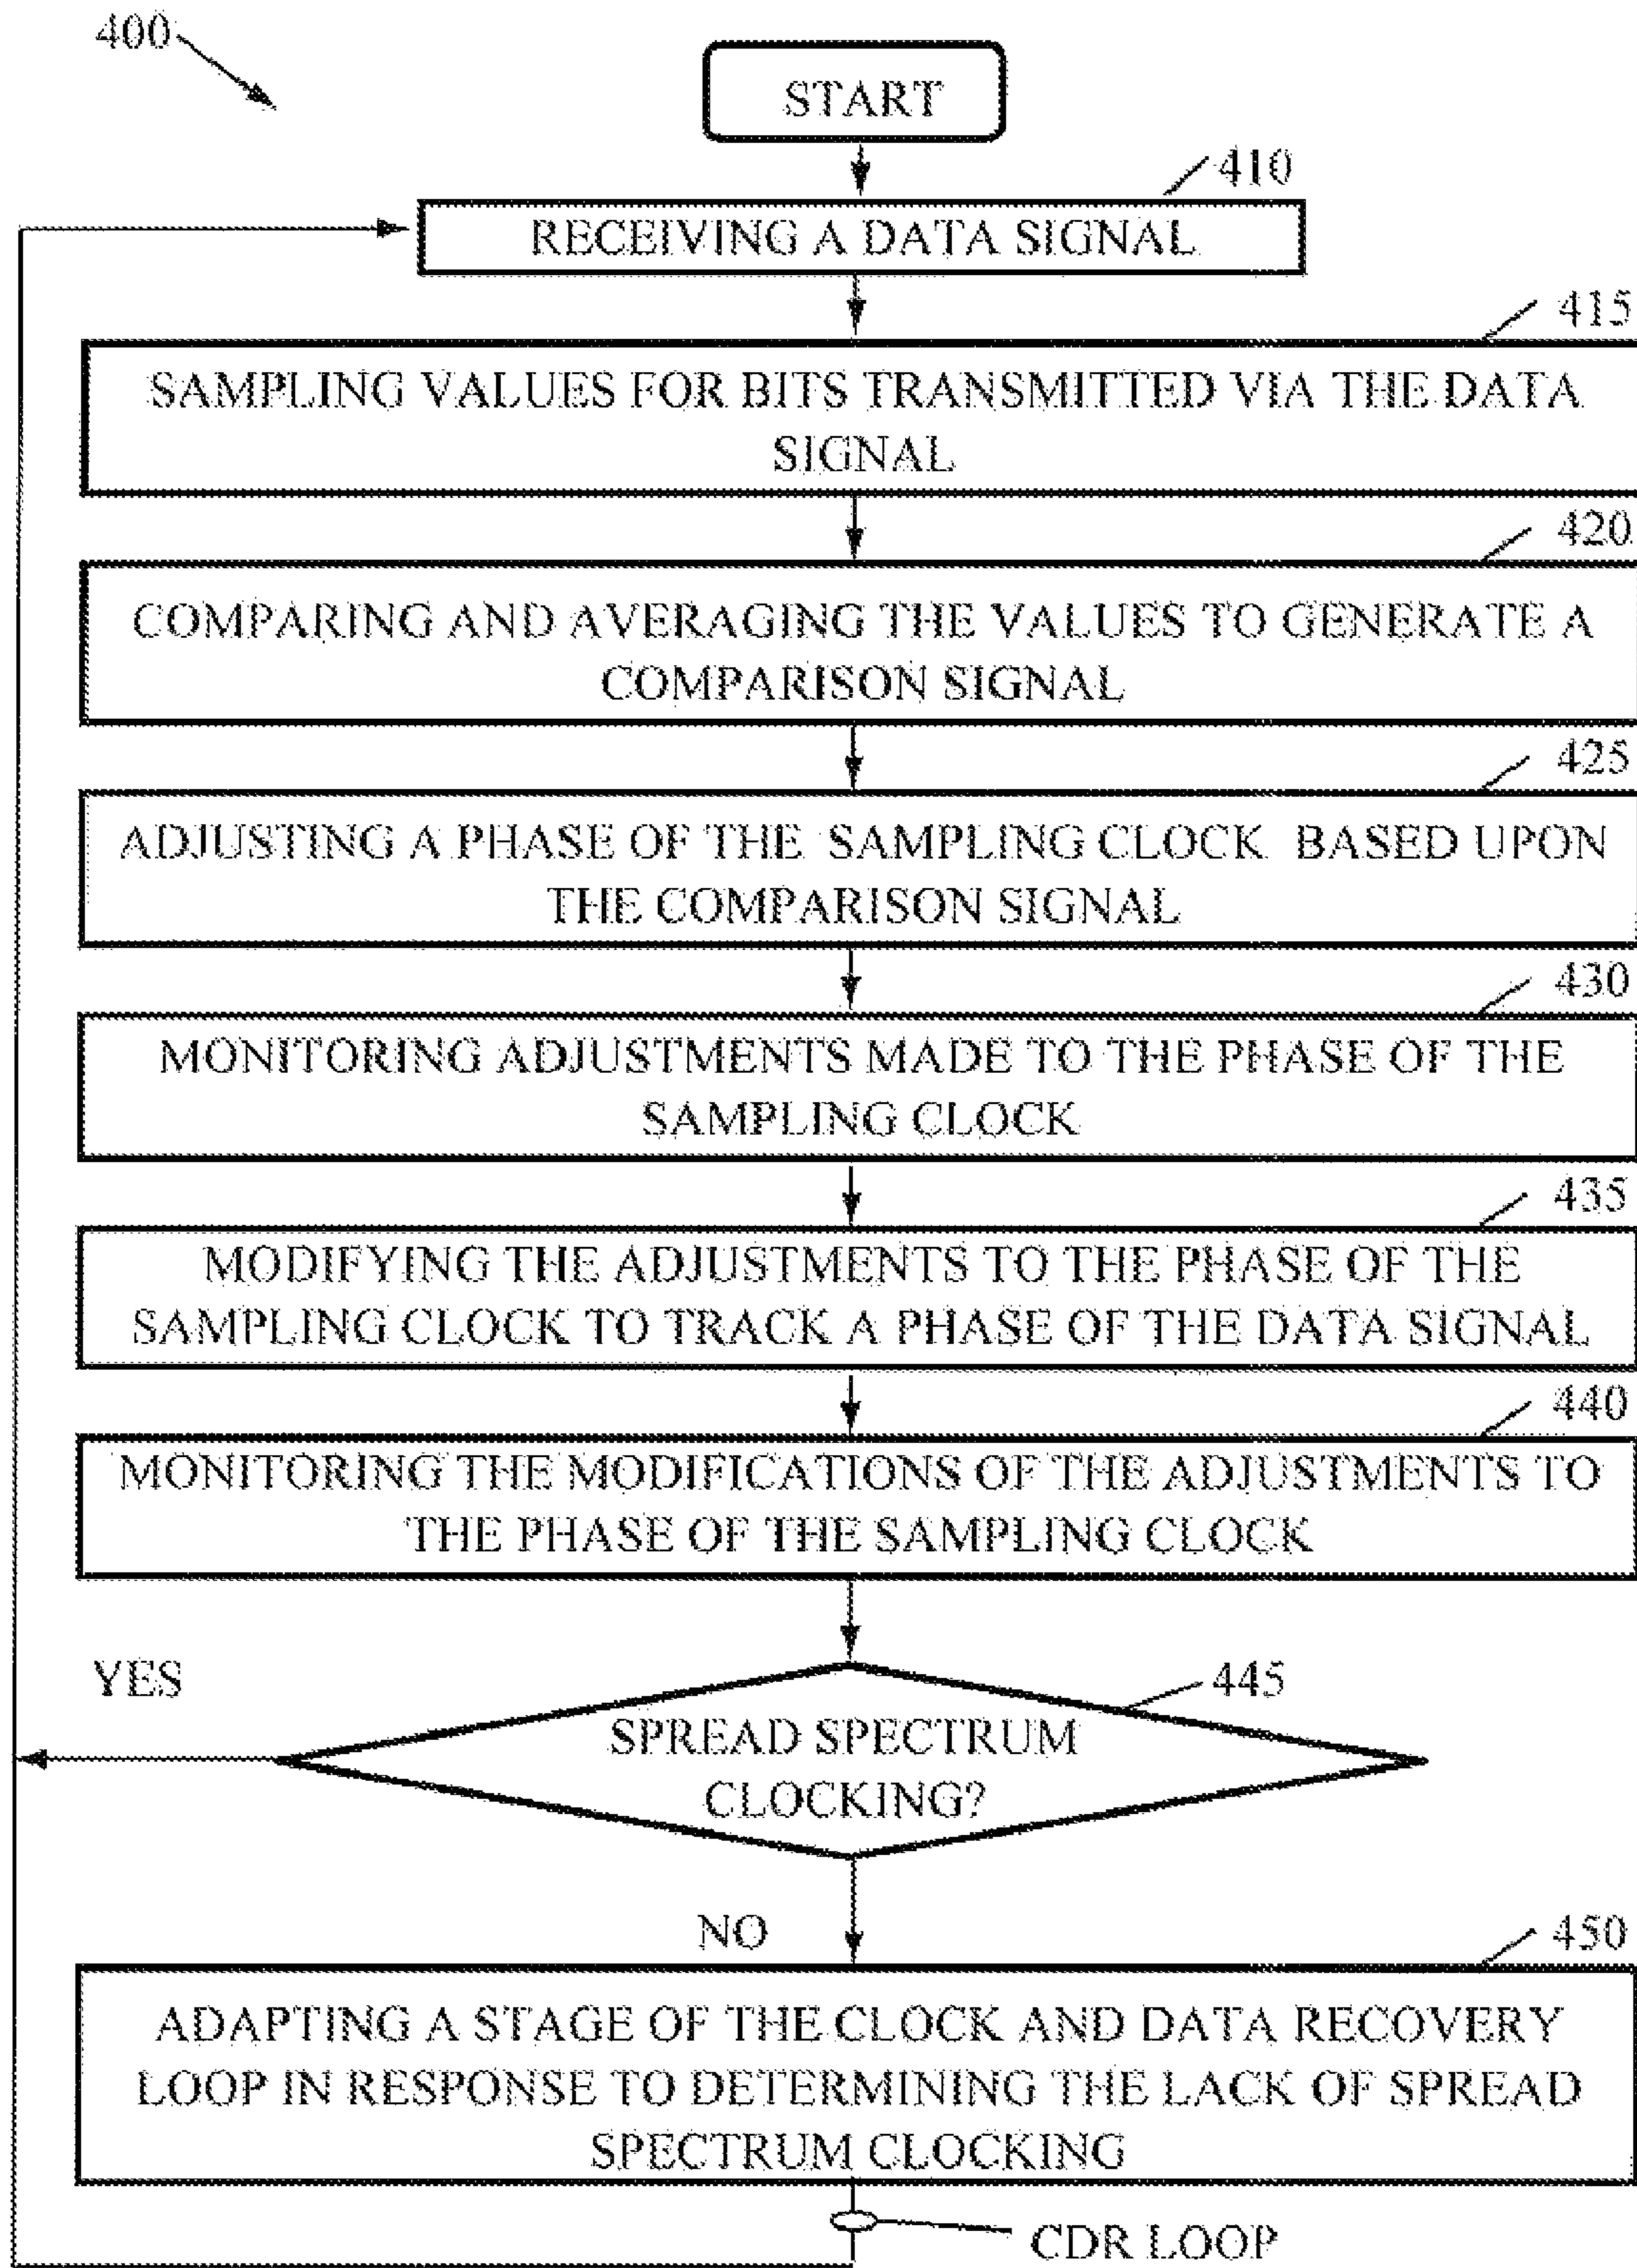 400
START
410
RECEIVING A DATA SIGNAL
415
SAMPLING VALUES FOR BITS TRANSMITTED VIA THE DATA
SIGNAL
420
COMPARING AND AVERAGING THE VALUES TO GENERATE A
COMPARISON SIGNAL
425
ADJUSTING A PHASE OF THE SAMPLING CLOCK BASED UPON
THE COMPARISON SIGNAL
430
MONITORING ADJUSTMENTS MADE TO THE PHASE OF THE
SAMPLING CLOCK
435
MODIFYING THE ADJUSTMENTS TO THE PHASE OF THE
SAMPLING CLOCK TO TRACK A PHASE OF THE DATA SIGNAL
440
MONITORING THE MODIFICATIONS OF THE ADJUSTMENTS TO
THE PHASE OF THE SAMPLING CLOCK
YES
445
SPREAD SPECTRUM
CLOCKING?
NO
450
ADAPTING A STAGE OF THE CLOCK AND DATA RECOVERY
LOOP IN RESPONSE TO DETERMINING THE LACK OF SPREAD
SPECTRUM CLOCKING
CDR LOOP